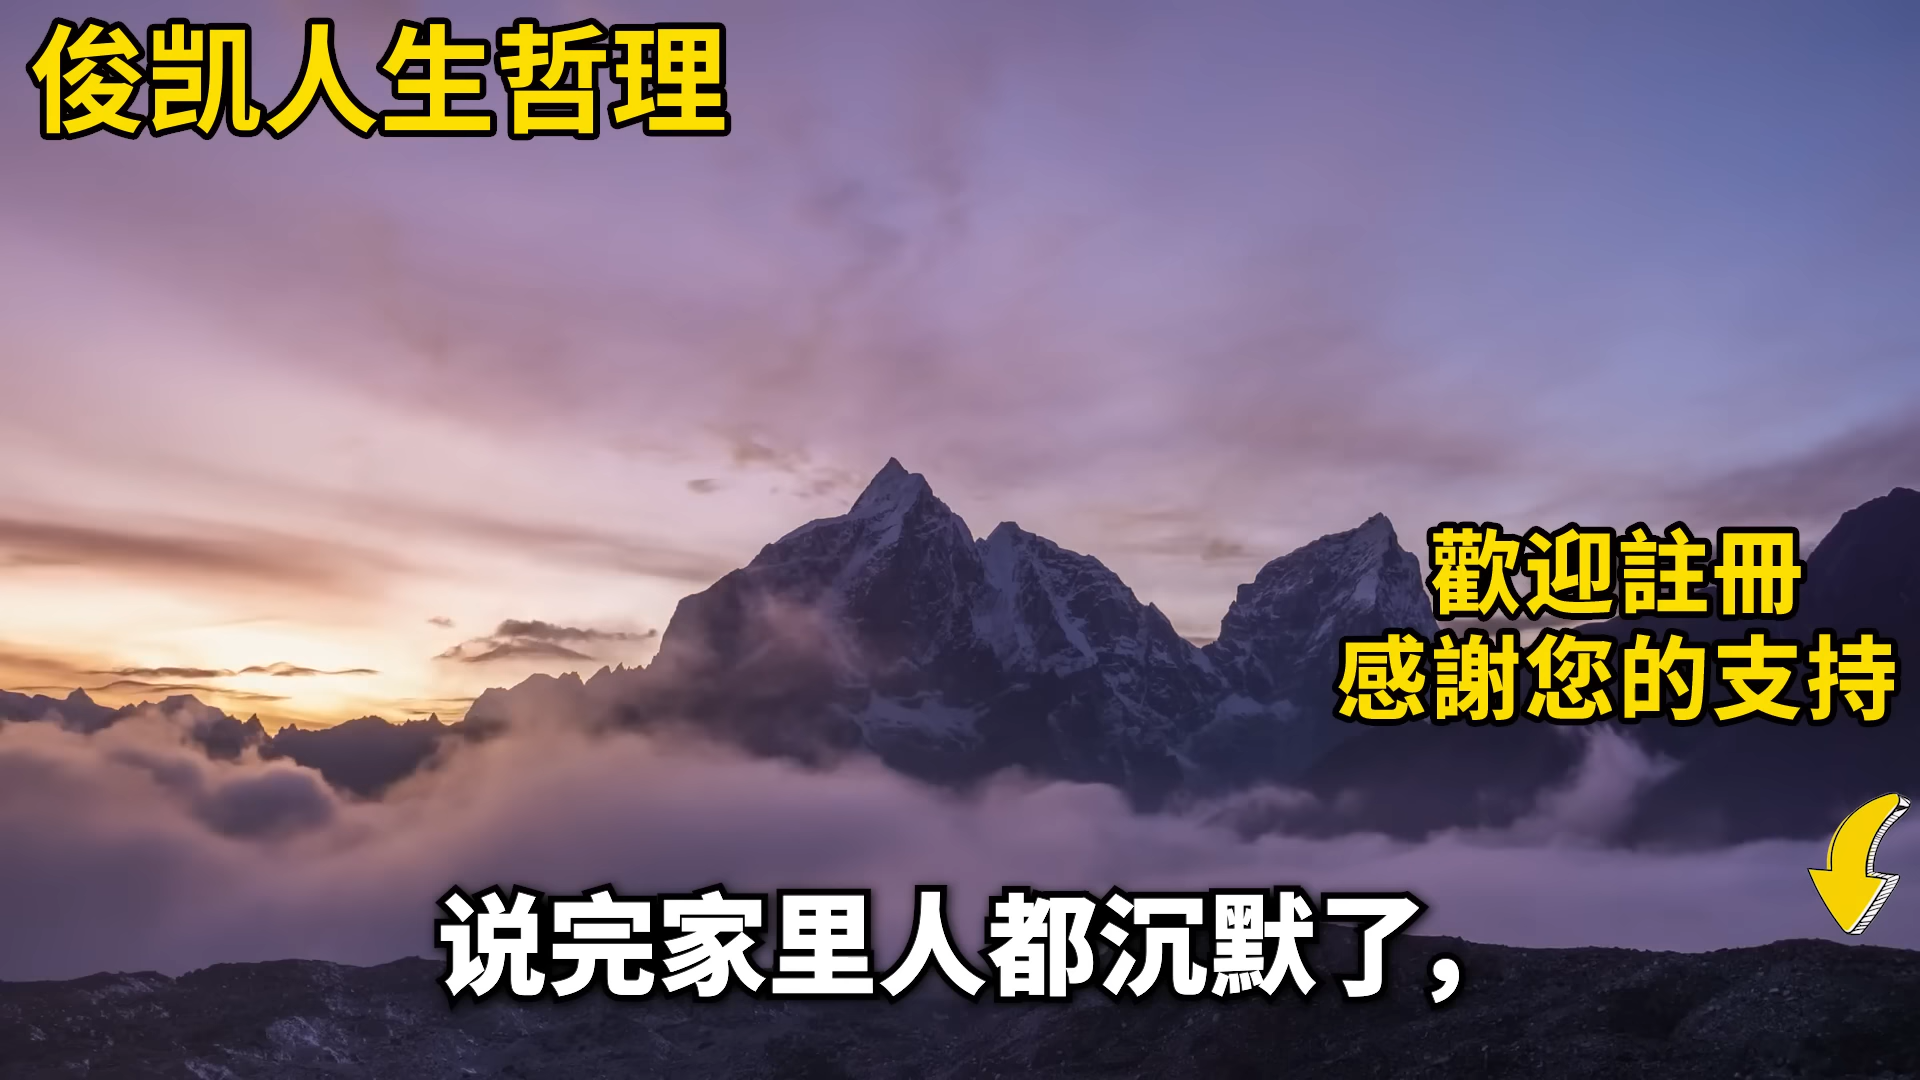 俊凯人生哲理
歡迎註冊
感謝您的支持
说完家里人都沉默了，